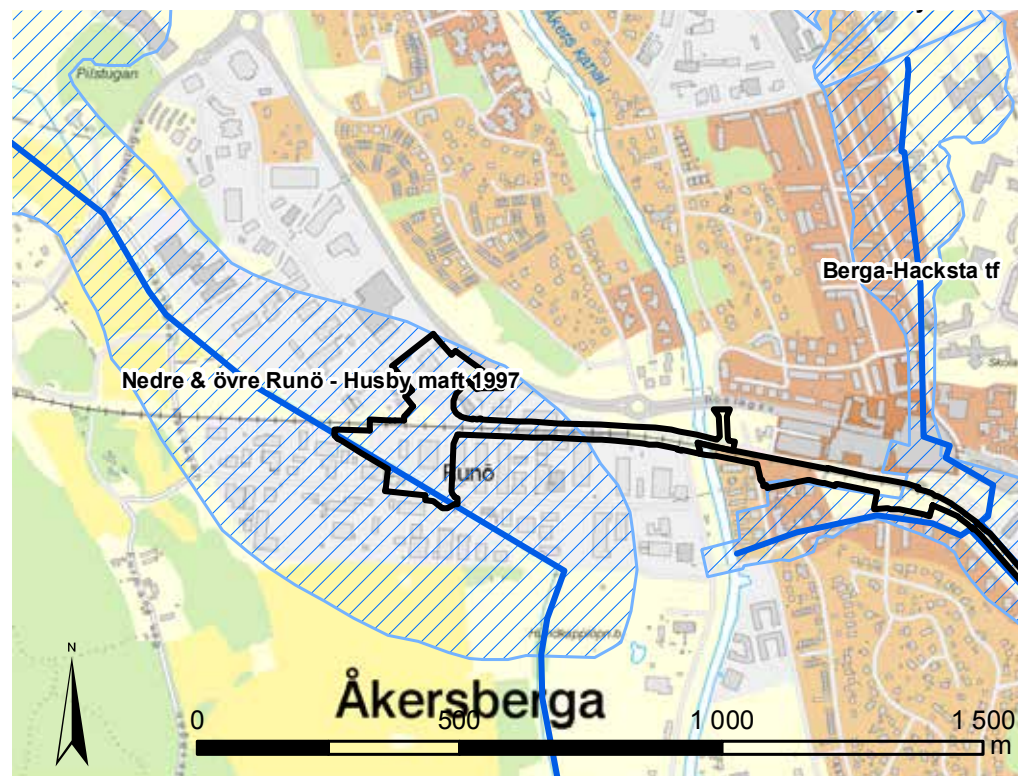 Åkers kanal
Pilstugan
Berga-Hacksta tf
Nedre & övre Runö - Husby maft 1997
Runö
Åkersberga
N
0 500 1 000 1 500
m